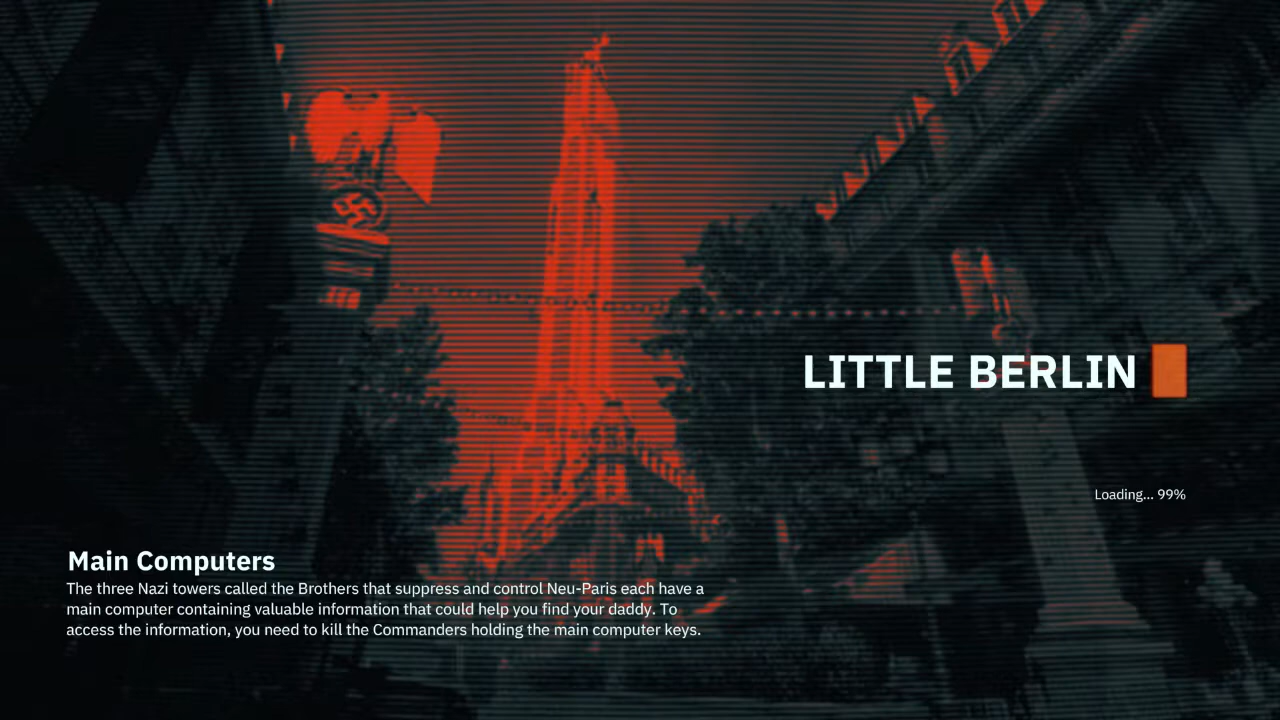 LITTLE BERLIN
Loading... 99%
Main Computers
The three Nazi towers called the Brothers that suppress and control Neu-Paris each have a
main computer containing valuable information that could help you find your daddy. To
access the information, you need to kill the Commanders holding the main computer keys.